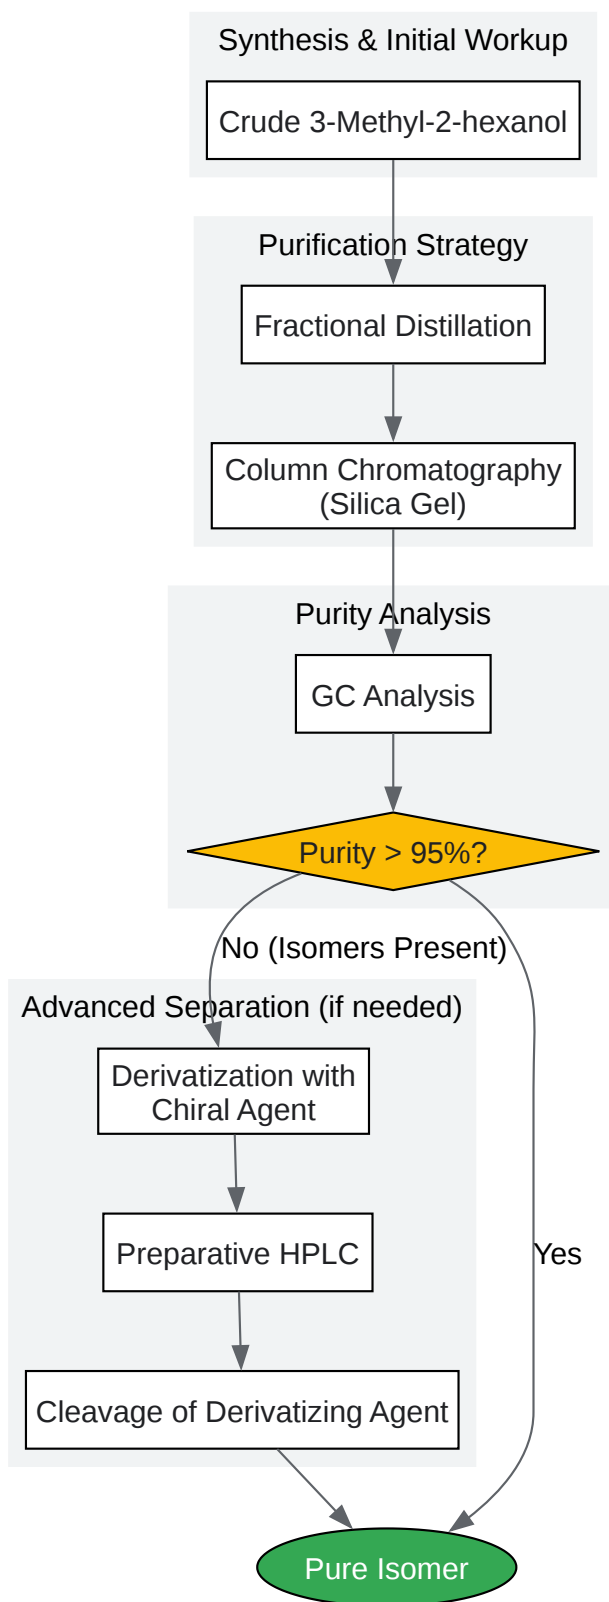 Synthesis & Initial Workup
Crude 3-Methyl-2-hexanol
Purification Strategy
Fractional Distillation
Column Chromatography
(Silica Gel)
Purity Analysis
GC Analysis
Purity > 95%?
No (Isomers Present)
Advanced Separation (if needed)
Derivatization with
Chiral Agent
Preparative HPLC
Yes
Cleavage of Derivatizing Agent
Pure Isomer